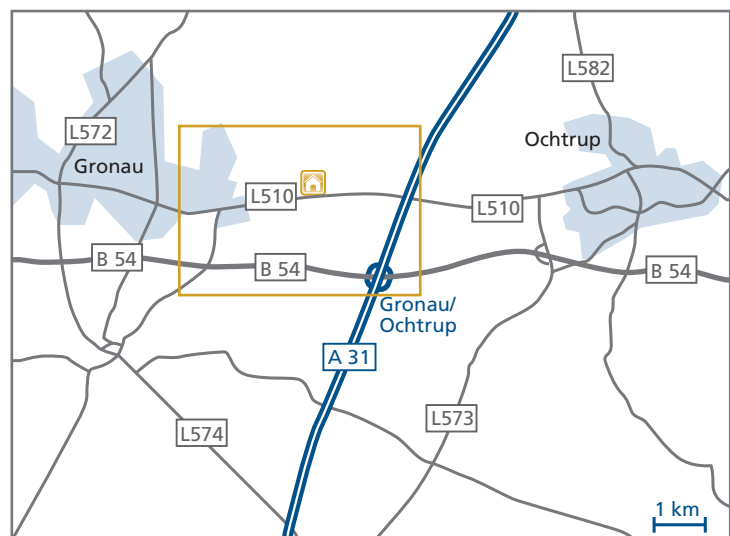 L582
L572
Ochtrup
Gronau
L510
L510
B 54
B 54
B 54
Gronau/
Ochtrup
A 31
L573
L574
1 km